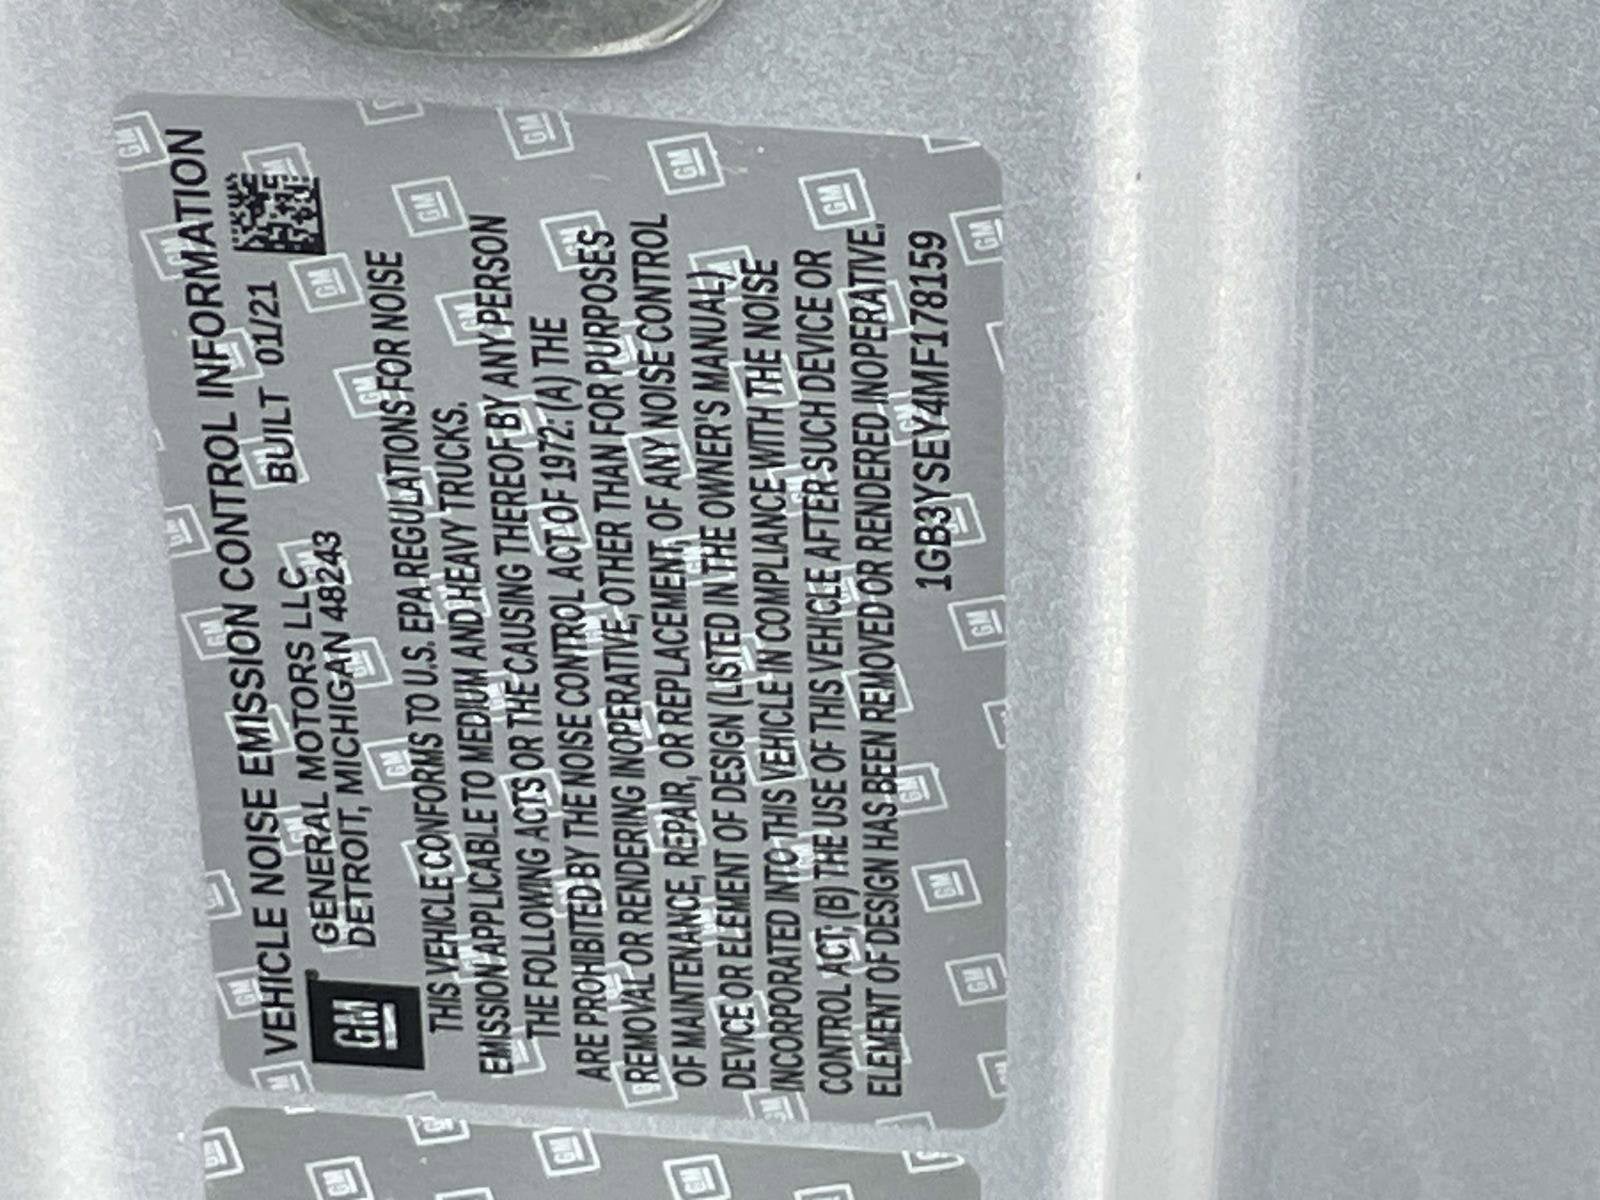 VEHICLE NOISE EMISSION CONTROL INFORMATION
GM
GENERAL MOTORS LLC BUILT 01/21
DETROIT, MICHIGAN 48243
THIS VEHICLE CONFORMS TO U.S. EPA REGULATIONS FOR NOISE
EMISSION APPLICABLE TO MEDIUM AND HEAVY TRUCKS.
THE FOLLOWING ACTS OR THE CAUSING THEREOF BY ANY PERSON
ARE PROHIBITED BY THE NOISE CONTROL ACT OF 1972: (A) THE
REMOVAL OR RENDERING INOPERATIVE, OTHER THAN FOR PURPOSES
OF MAINTENANCE, REPAIR, OR REPLACEMENT, OF ANY NOISE CONTROL
DEVICE OR ELEMENT OF DESIGN (LISTED IN THE OWNER'S MANUAL)
INCORPORATED INTO THIS VEHICLE IN COMPLIANCE WITH THE NOISE
CONTROL ACT; (B) THE USE OF THIS VEHICLE AFTER SUCH DEVICE OR
ELEMENT OF DESIGN HAS BEEN REMOVED OR RENDERED INOPERATIVE.
1GB3YSEY4MF178159